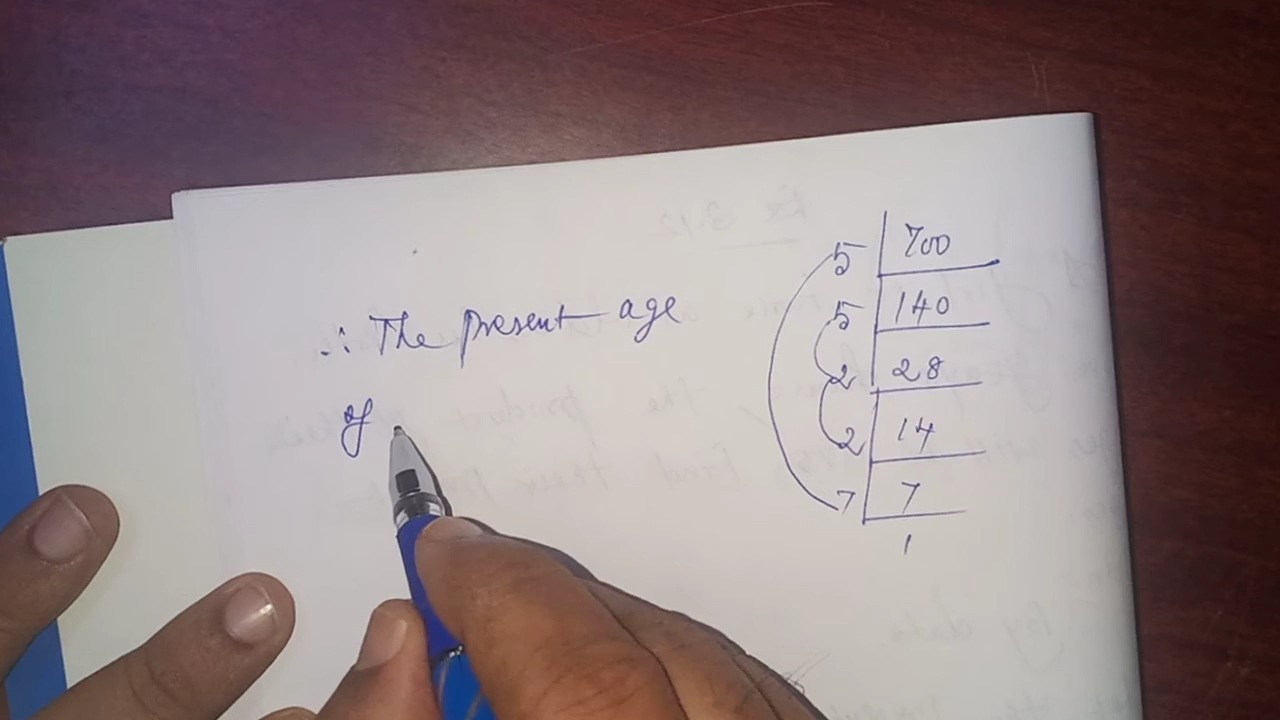 ∴ The present age
of
5 | 700
5 | 140
2 | 28
2 | 14
7 | 7
1